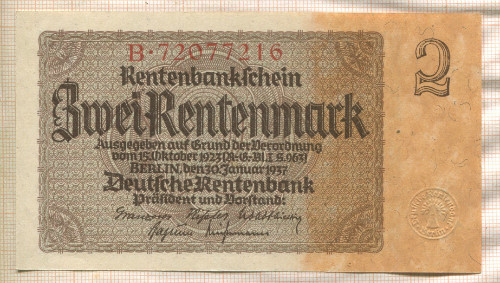 B·72077216
Rentenbankschein
2
Zwei Rentenmark
Ausgegeben auf Grund der Verordnung
vom 15. Oktober 1923 (R-G-Bl. I S. 963)
BERLIN, den 30. Januar 1937
Deutsche Rentenbank
Präsident und Vorstand: